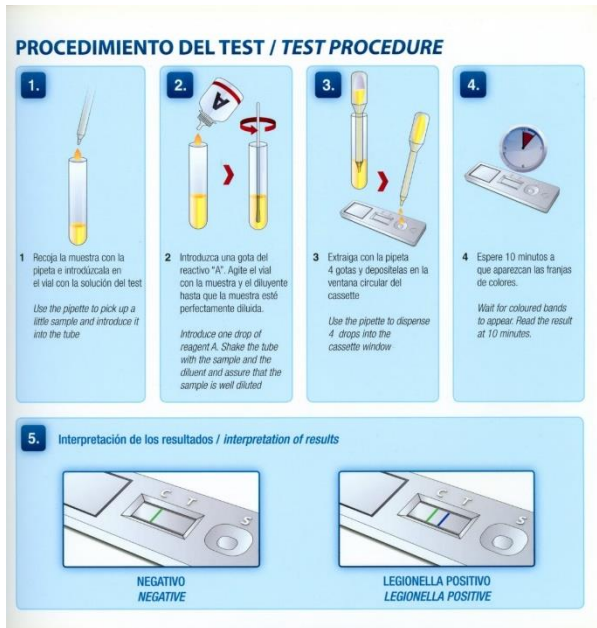 PROCEDIMIENTO DEL TEST / TEST PROCEDURE
1.
1 Recoja la muestra con la
pipeta e introdúzcala en
el vial con la solución del test
Use the pipette to pick up a
little sample and introduce it
into the tube
2.
A
2 Introduzca una gota del
reactivo "A". Agite el vial
con la muestra y el diluyente
hasta que la muestra esté
perfectamente diluida.
Introduce one drop of
reagent A. Shake the tube
with the sample and the
diluent and assure that the
sample is well diluted
3.
3 Extraiga con la pipeta
4 gotas y depositelas en la
ventana circular del
cassette
Use the pipette to dispense
4 drops into the
cassette window
4.
4 Espere 10 minutos a
que aparezcan las franjas
de colores.
Wait for coloured bands
to appear. Read the result
at 10 minutes.
5.
Interpretación de los resultados / interpretation of results
C T S
NEGATIVO
NEGATIVE
C T S
LEGIONELLA POSITIVO
LEGIONELLA POSITIVE